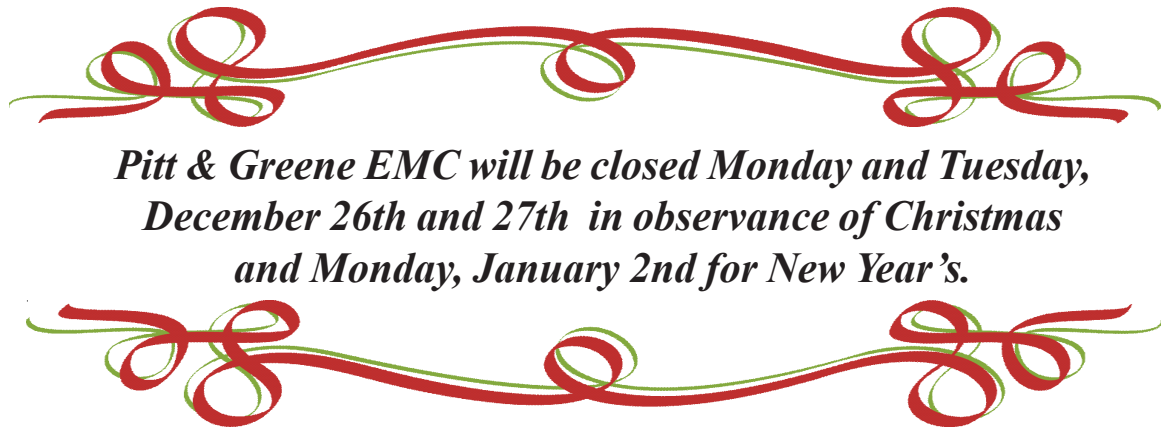 Pitt & Greene EMC will be closed Monday and Tuesday,
December 26th and 27th in observance of Christmas
and Monday, January 2nd for New Year's.